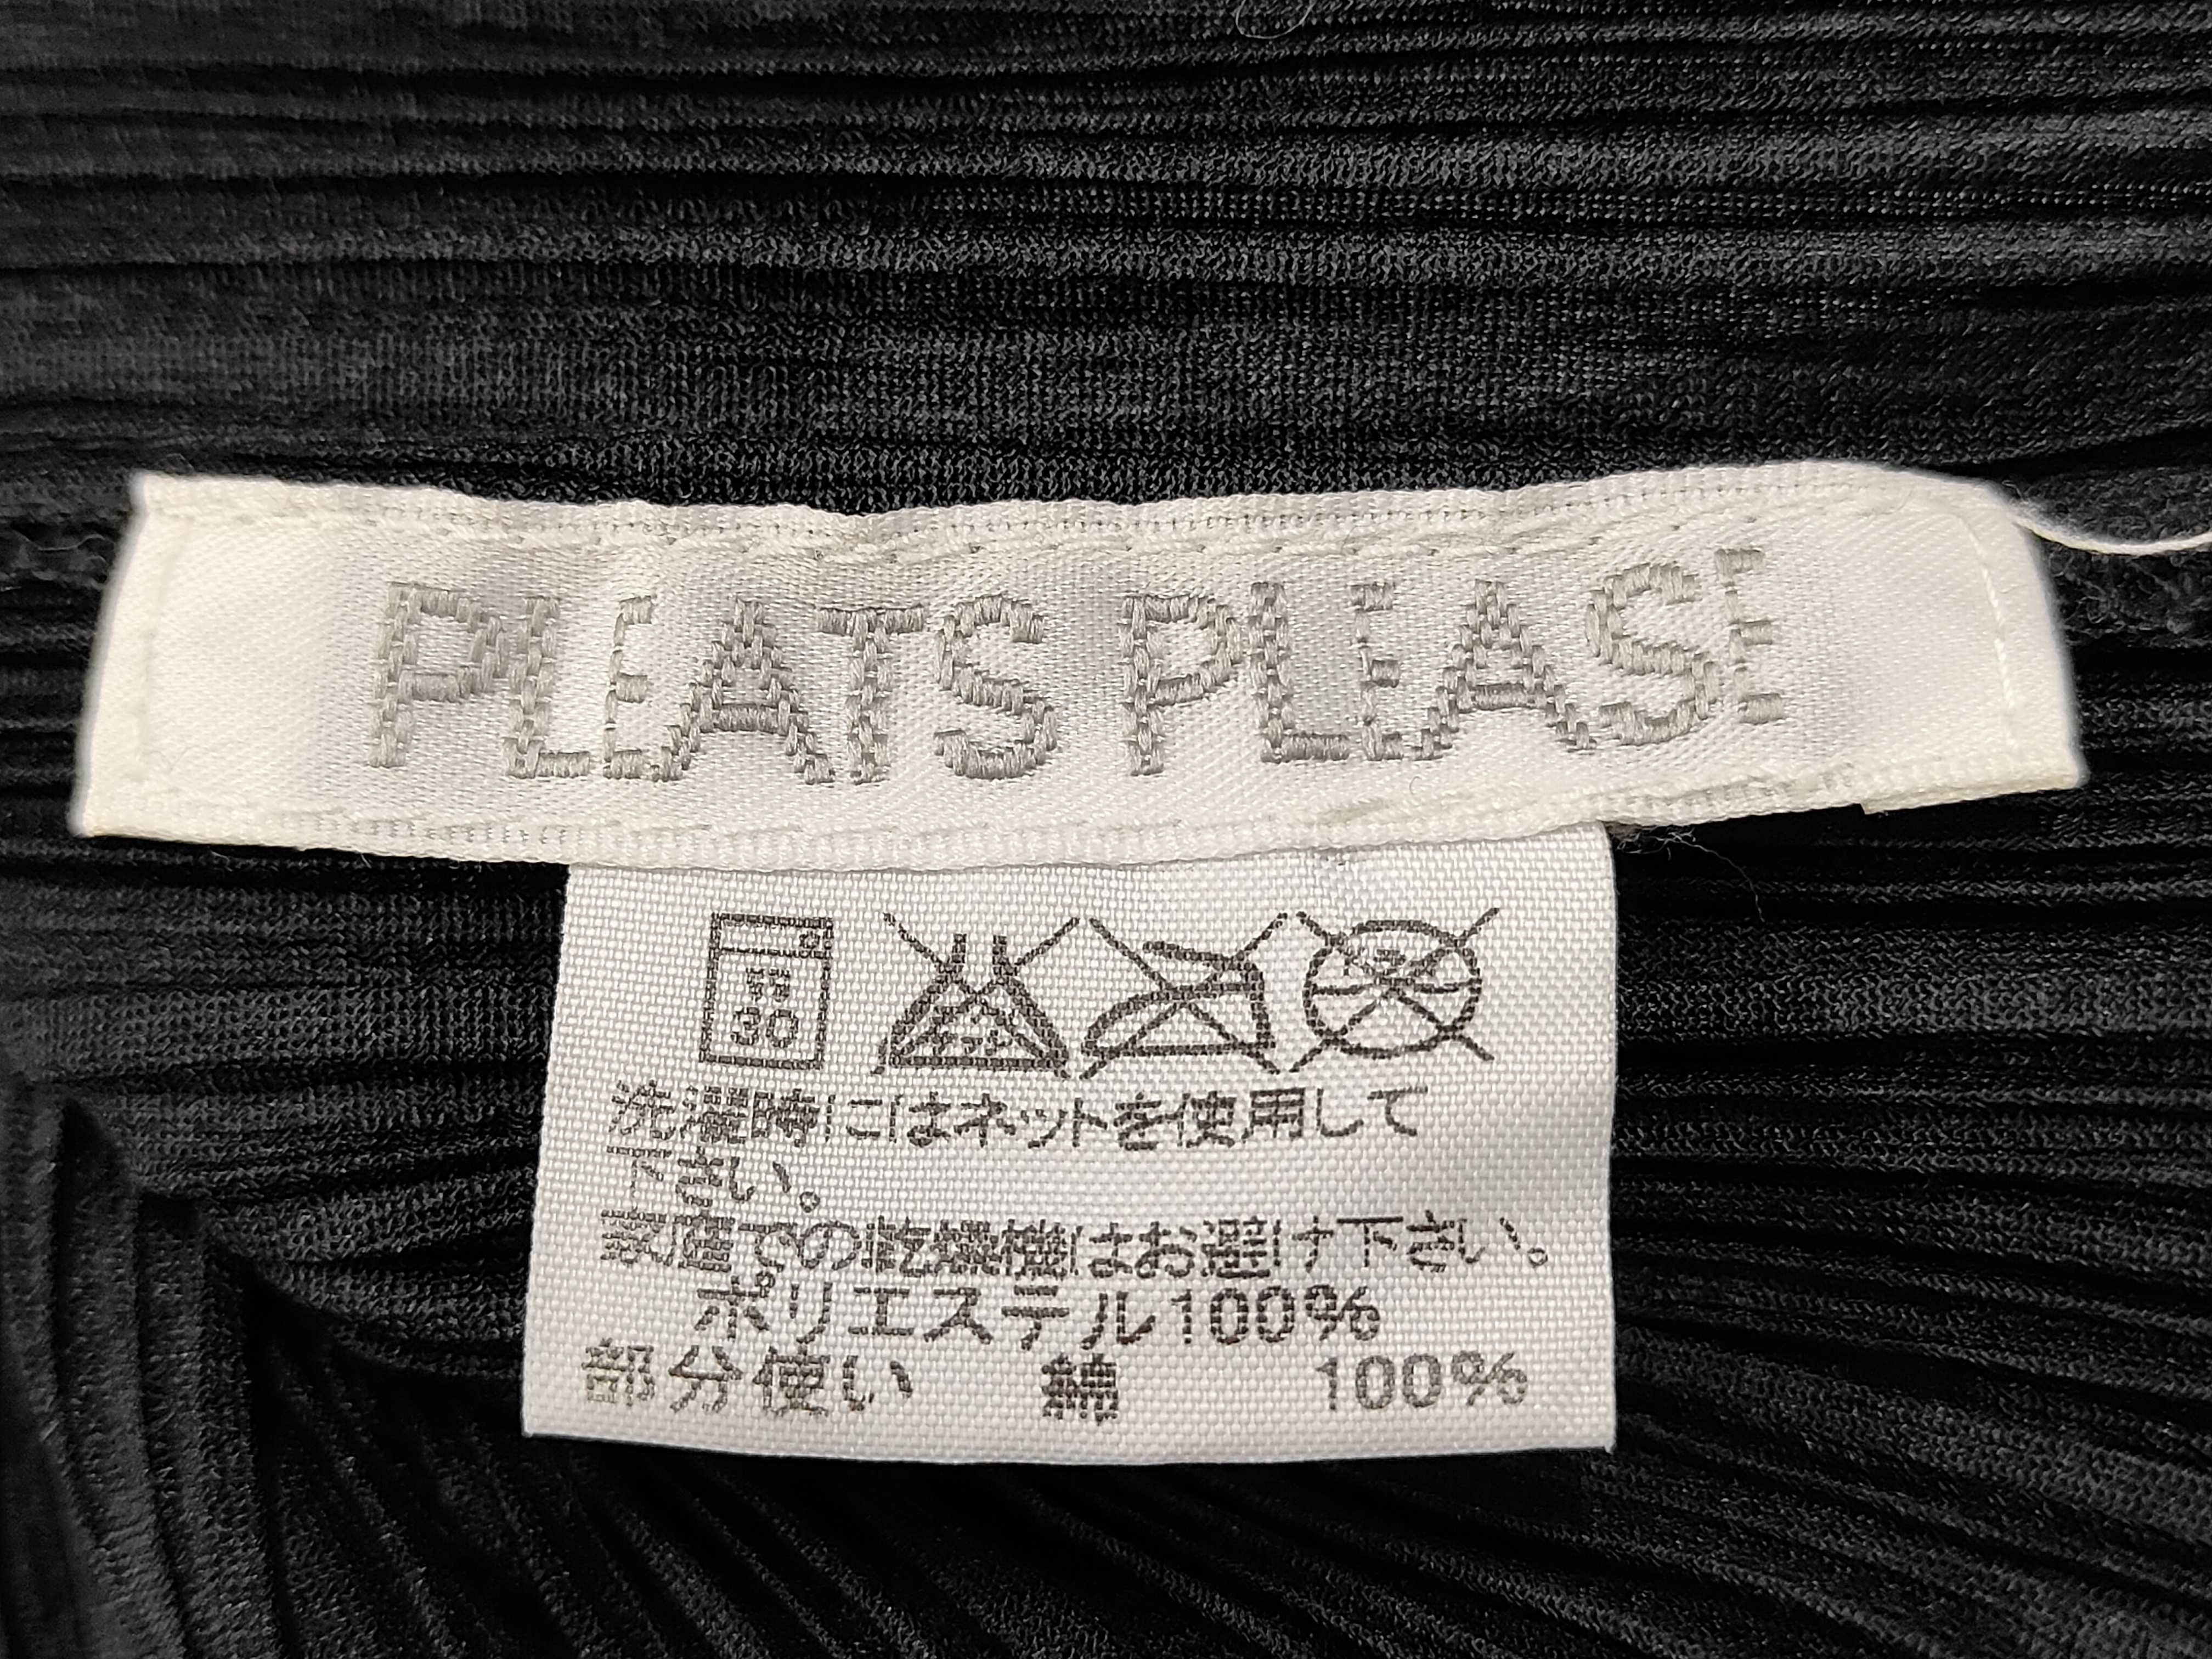 PLEATS PLEASE
弱
30
洗濯時にはネットを使用して
下さい。
家庭での乾燥機はお避け下さい。
ポリエステル100%
部分使い 綿 100%